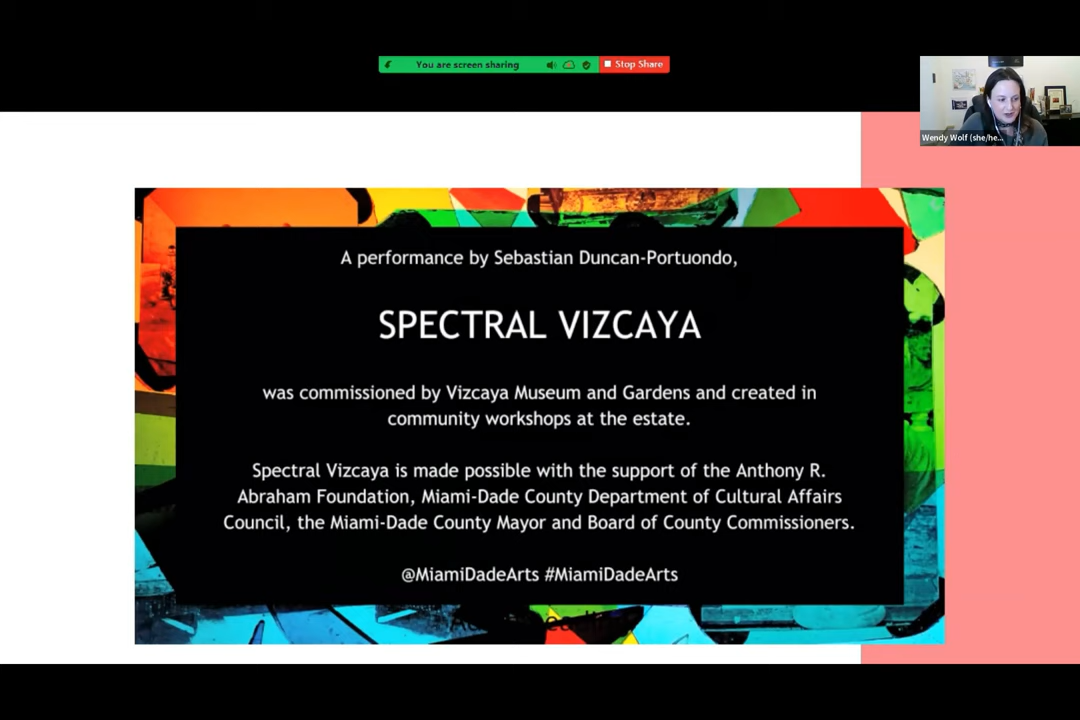 You are screen sharing
Stop Share
Wendy Wolf (she/he...
A performance by Sebastian Duncan-Portuondo,
SPECTRAL VIZCAYA
was commissioned by Vizcaya Museum and Gardens and created in
community workshops at the estate.
Spectral Vizcaya is made possible with the support of the Anthony R.
Abraham Foundation, Miami-Dade County Department of Cultural Affairs
Council, the Miami-Dade County Mayor and Board of County Commissioners.
@MiamiDadeArts #MiamiDadeArts